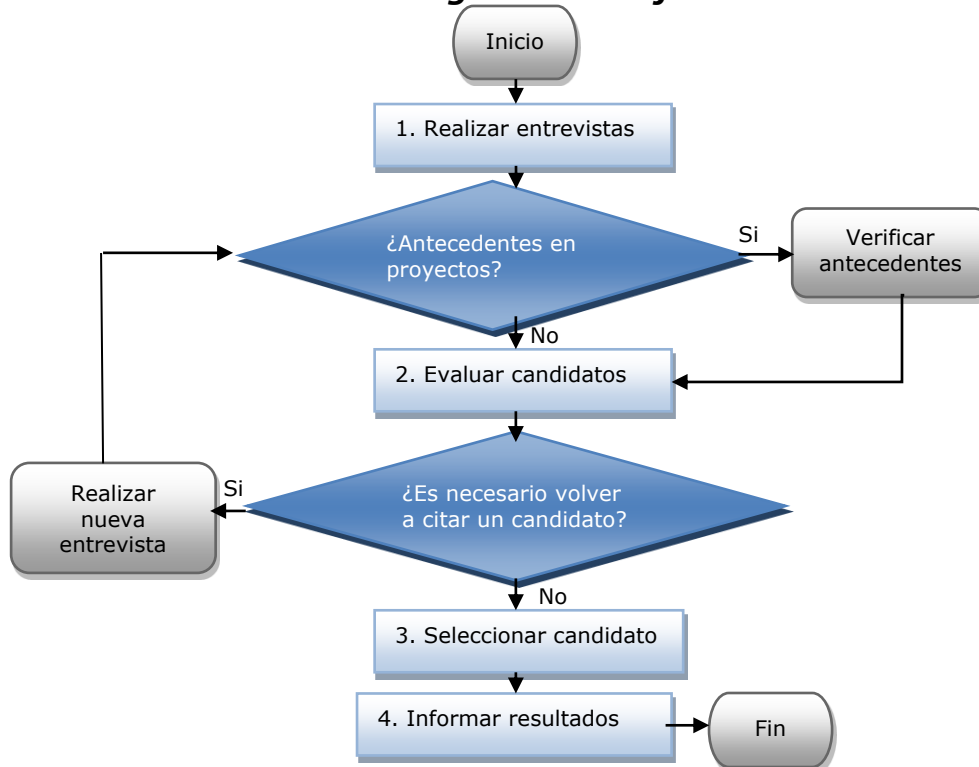 Inicio
1. Realizar entrevistas
¿Antecedentes en
proyectos?
Si
Verificar
antecedentes
No
2. Evaluar candidatos
¿Es necesario volver
a citar un candidato?
Si
Realizar
nueva
entrevista
No
3. Seleccionar candidato
4. Informar resultados
Fin